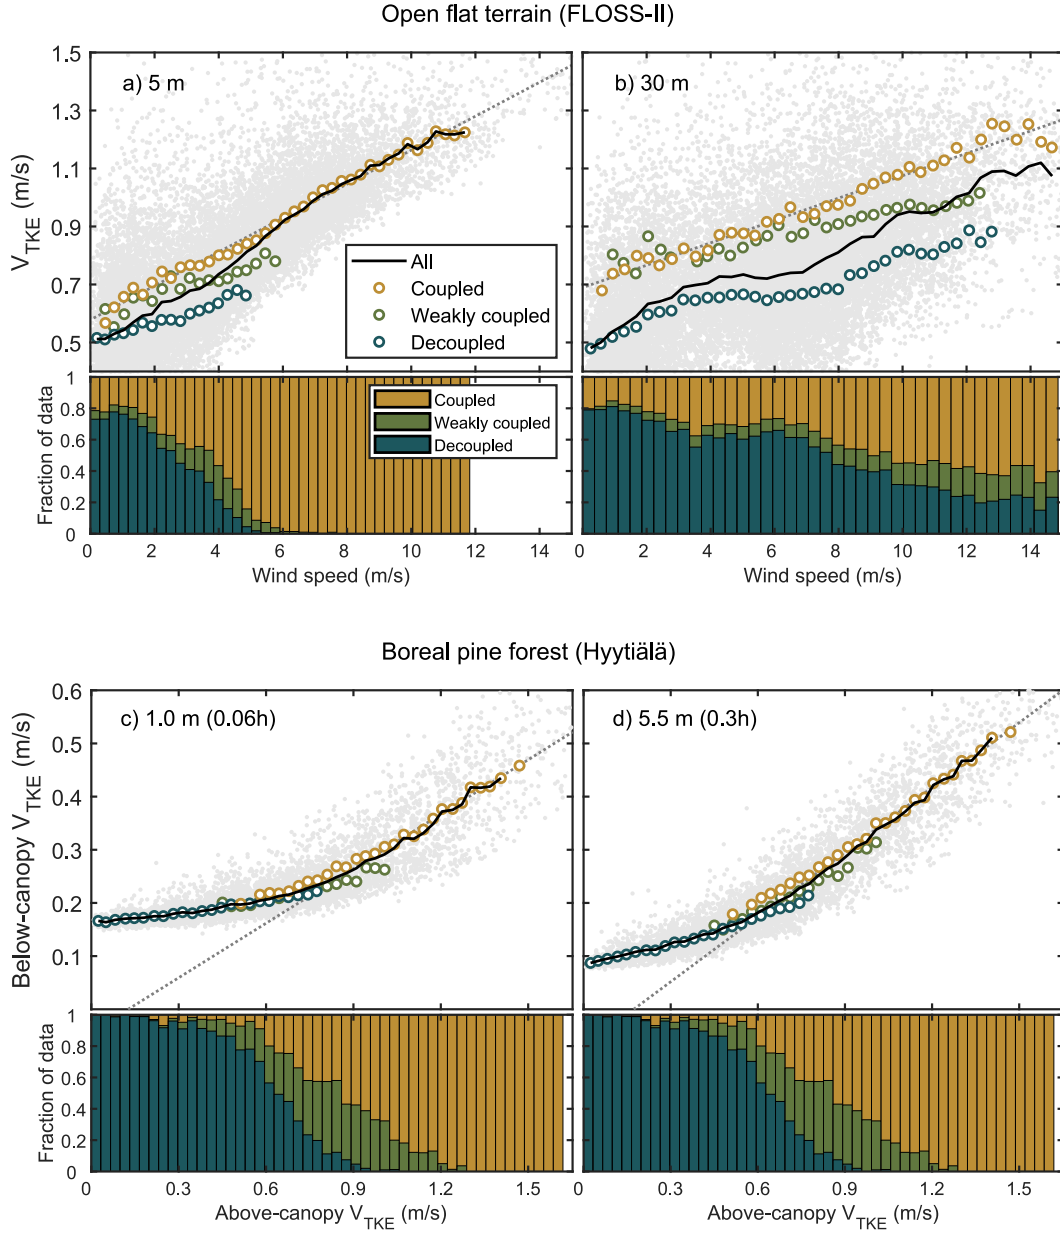 Open flat terrain (FLOSS-II)
a) 5 m
b) 30 m
V_TKE (m/s)
1.5
1.3
1.1
0.9
0.7
0.5
All
Coupled
Weakly coupled
Decoupled
Fraction of data
1
0.8
0.6
0.4
0.2
0
Coupled
Weakly coupled
Decoupled
0 2 4 6 8 10 12 14
0 2 4 6 8 10 12 14
Wind speed (m/s)
Wind speed (m/s)
Boreal pine forest (Hyytiälä)
c) 1.0 m (0.06h)
d) 5.5 m (0.3h)
Below-canopy V_TKE (m/s)
0.6
0.5
0.4
0.3
0.2
0.1
Fraction of data
1
0.8
0.6
0.4
0.2
0
0 0.3 0.6 0.9 1.2 1.5
0 0.3 0.6 0.9 1.2 1.5
Above-canopy V_TKE (m/s)
Above-canopy V_TKE (m/s)